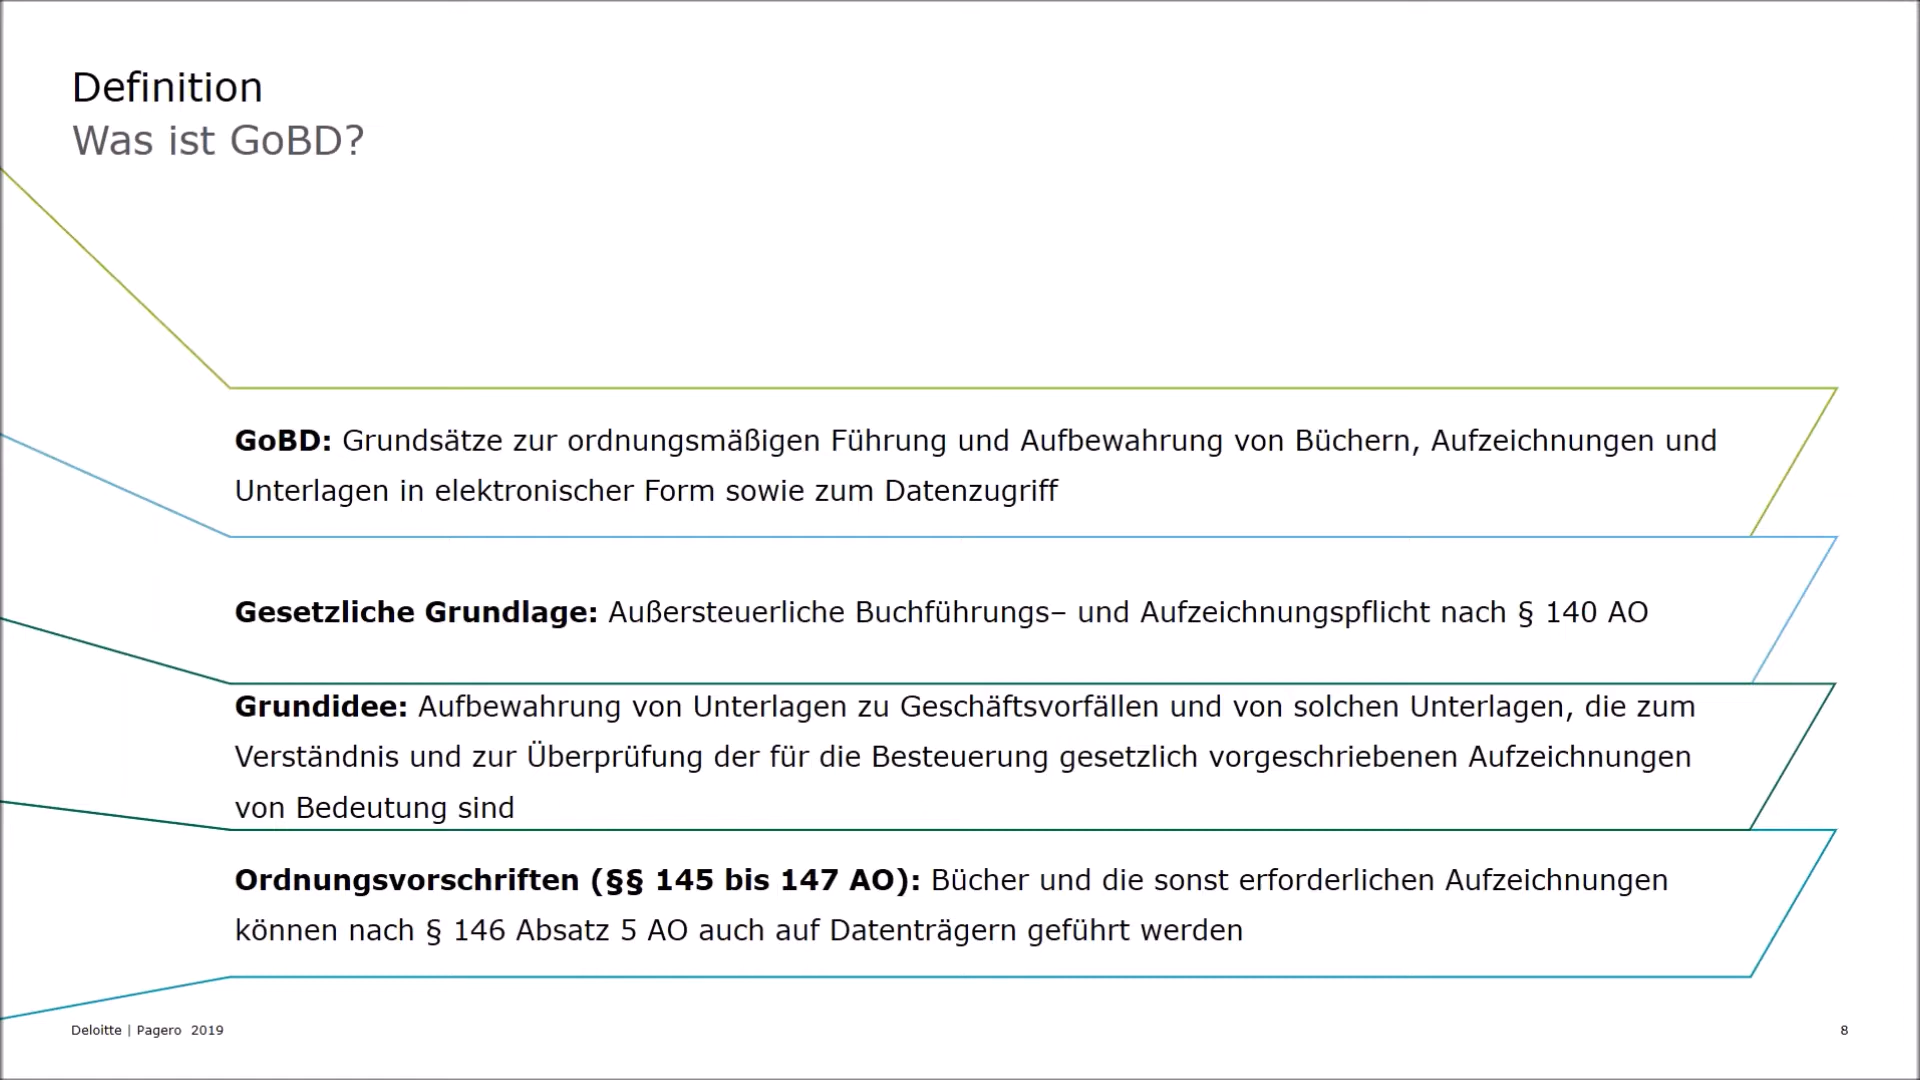 Definition
Was ist GoBD?
GoBD: Grundsätze zur ordnungsmäßigen Führung und Aufbewahrung von Büchern, Aufzeichnungen und
Unterlagen in elektronischer Form sowie zum Datenzugriff
Gesetzliche Grundlage: Außersteuerliche Buchführungs– und Aufzeichnungspflicht nach § 140 AO
Grundidee: Aufbewahrung von Unterlagen zu Geschäftsvorfällen und von solchen Unterlagen, die zum
Verständnis und zur Überprüfung der für die Besteuerung gesetzlich vorgeschriebenen Aufzeichnungen
von Bedeutung sind
Ordnungsvorschriften (§§ 145 bis 147 AO): Bücher und die sonst erforderlichen Aufzeichnungen
können nach § 146 Absatz 5 AO auch auf Datenträgern geführt werden
Deloitte | Pagero 2019
8